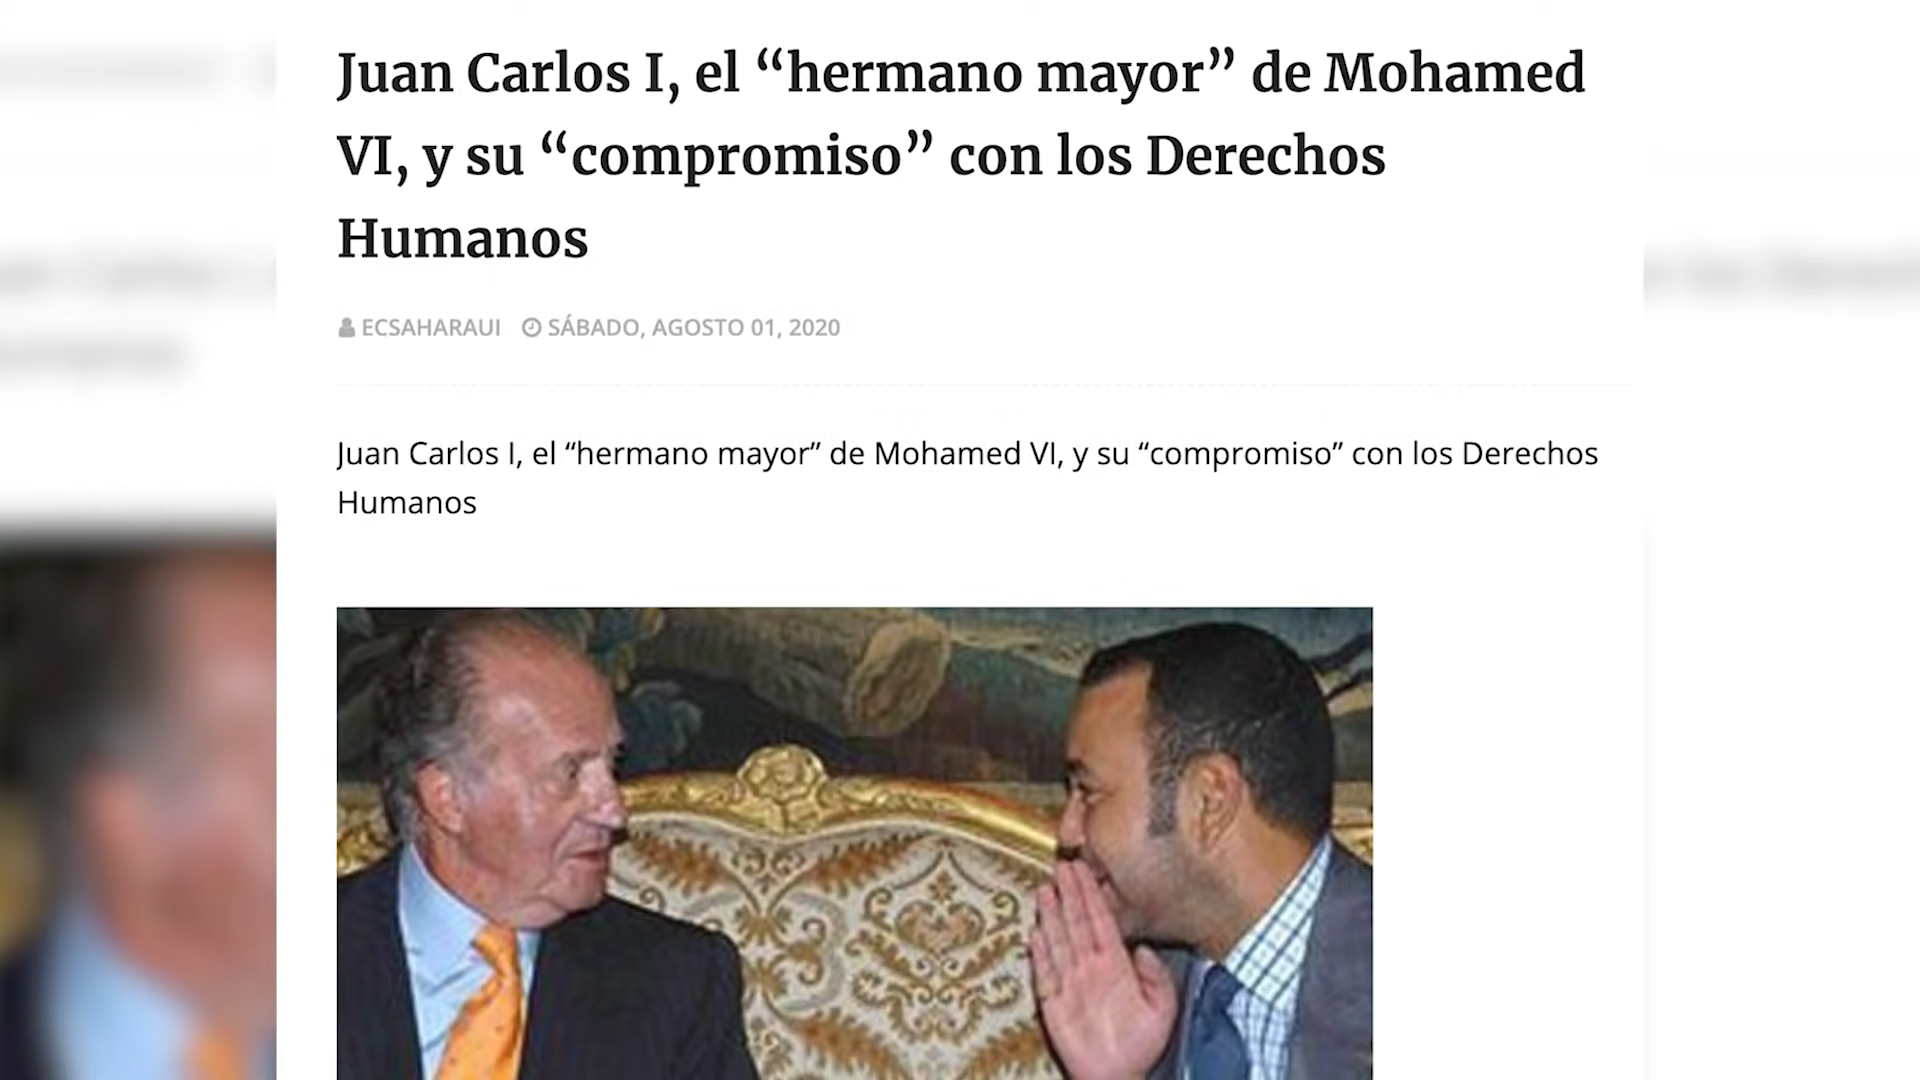 Juan Carlos I, el “hermano mayor” de Mohamed
VI, y su “compromiso” con los Derechos
Humanos
ECSAHARAUI SÁBADO, AGOSTO 01, 2020
Juan Carlos I, el “hermano mayor” de Mohamed VI, y su “compromiso” con los Derechos
Humanos